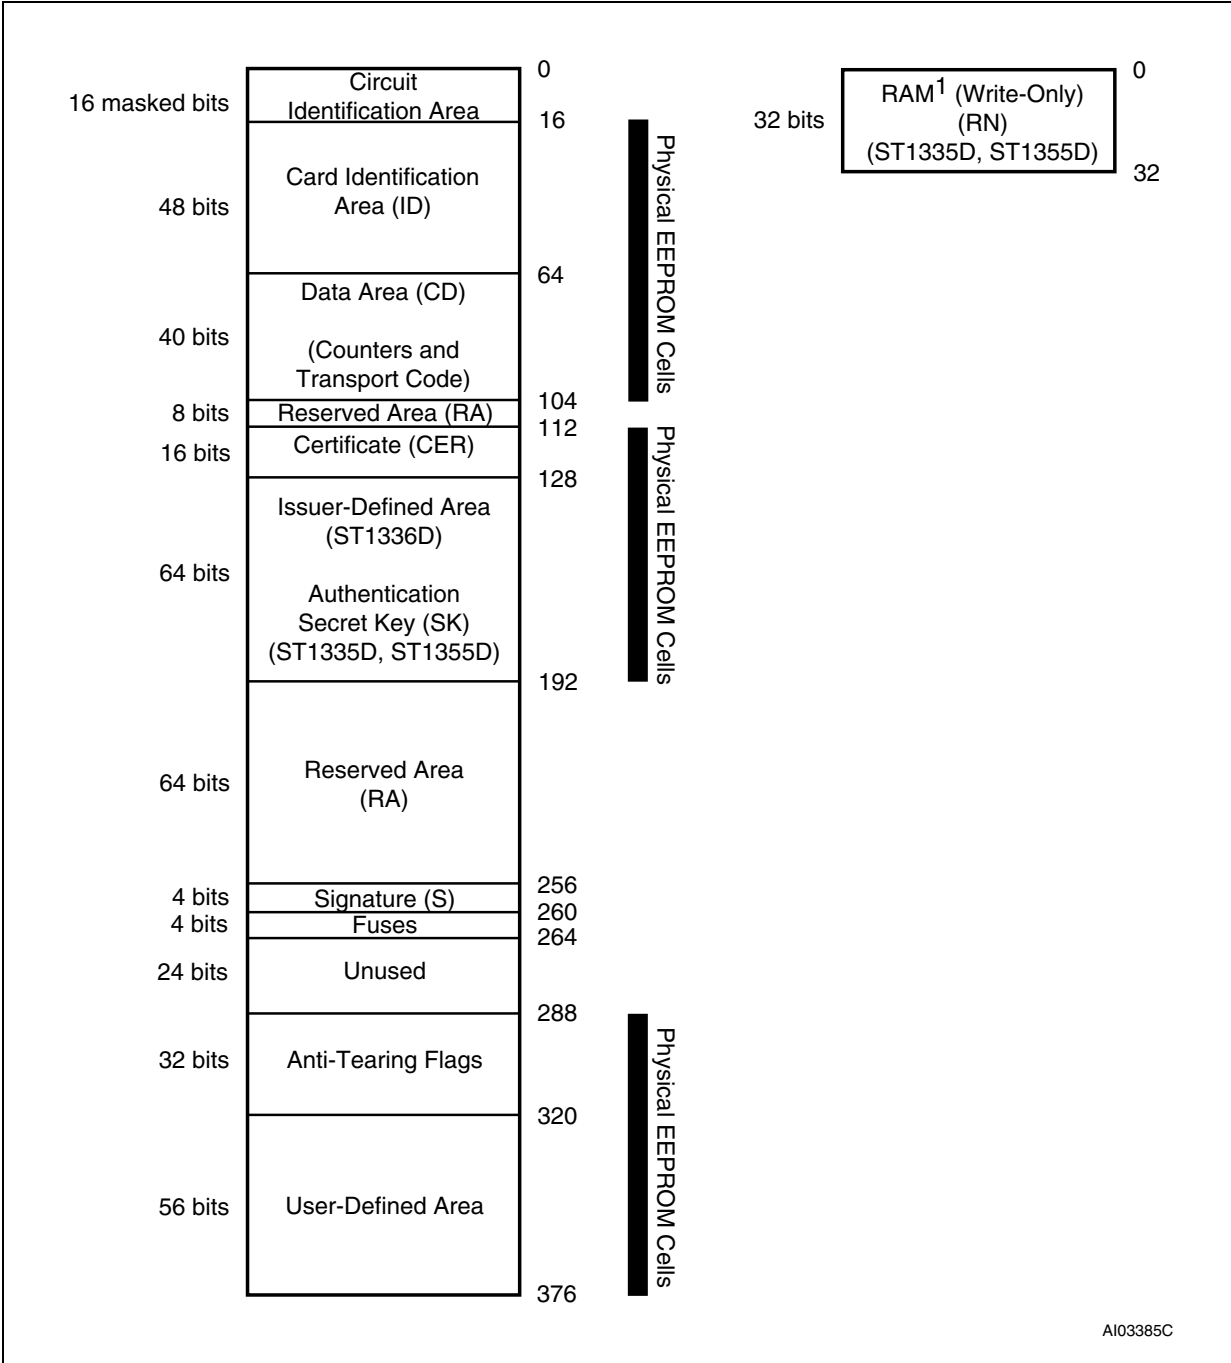 0
Circuit
16 masked bits
Identification Area
16
Card Identification
48 bits
Area (ID)
64
Data Area (CD)
40 bits
(Counters and
Transport Code)
104
8 bits
Reserved Area (RA)
112
16 bits
Certificate (CER)
128
Issuer-Defined Area
(ST1336D)
64 bits
Authentication
Secret Key (SK)
(ST1335D, ST1355D)
192
64 bits
Reserved Area
(RA)
256
4 bits
Signature (S)
260
4 bits
Fuses
264
24 bits
Unused
288
32 bits
Anti-Tearing Flags
320
56 bits
User-Defined Area
376
Physical EEPROM Cells
Physical EEPROM Cells
Physical EEPROM Cells
0
32 bits
RAM1 (Write-Only)
(RN)
(ST1335D, ST1355D)
32
AI03385C